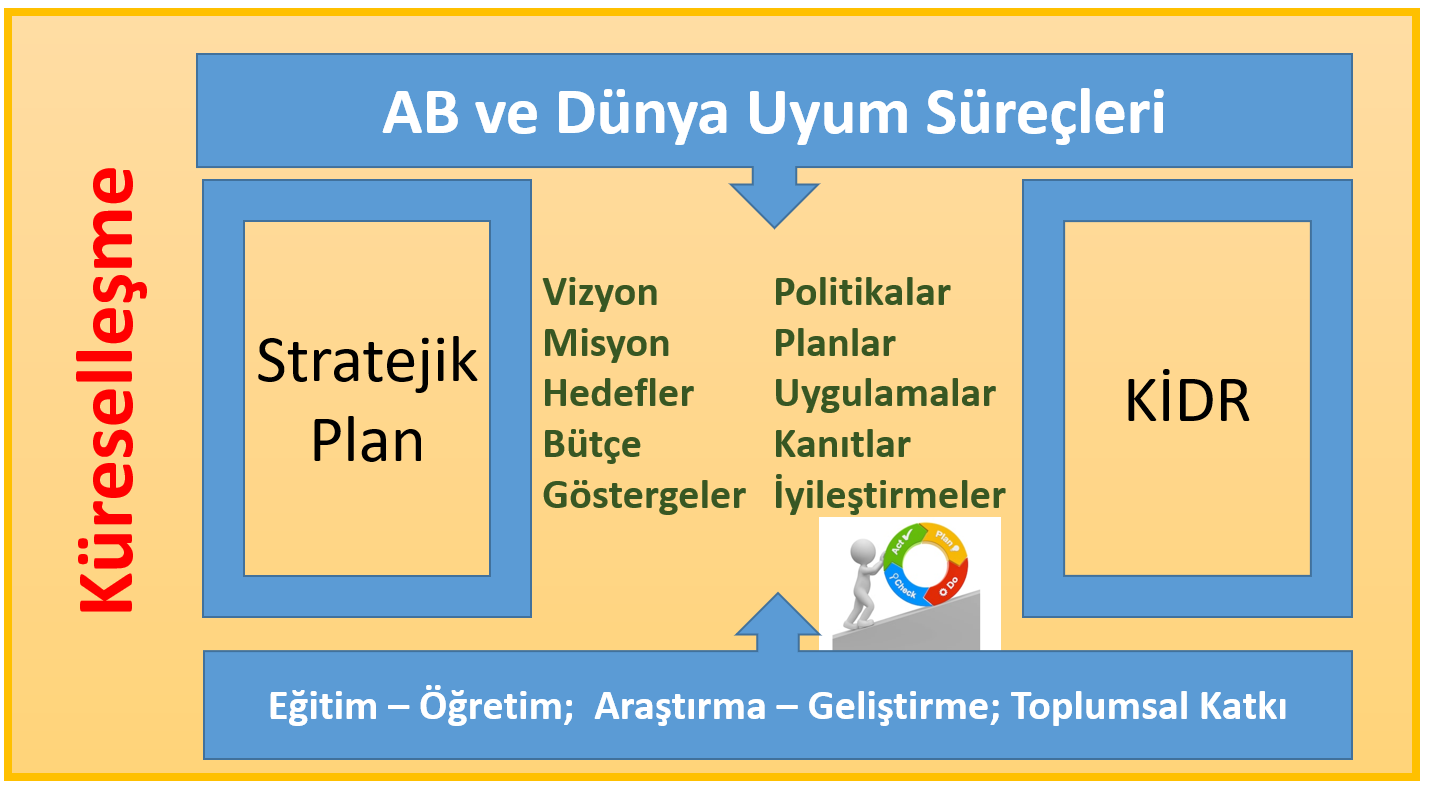 AB ve Dünya Uyum Süreçleri
Küreselleşme
Stratejik
Plan
Vizyon
Misyon
Hedefler
Bütçe
Göstergeler
Politikalar
Planlar
Uygulamalar
Kanıtlar
İyileştirmeler
KİDR
Act
Plan
Check
Do
Eğitim – Öğretim;  Araştırma – Geliştirme; Toplumsal Katkı